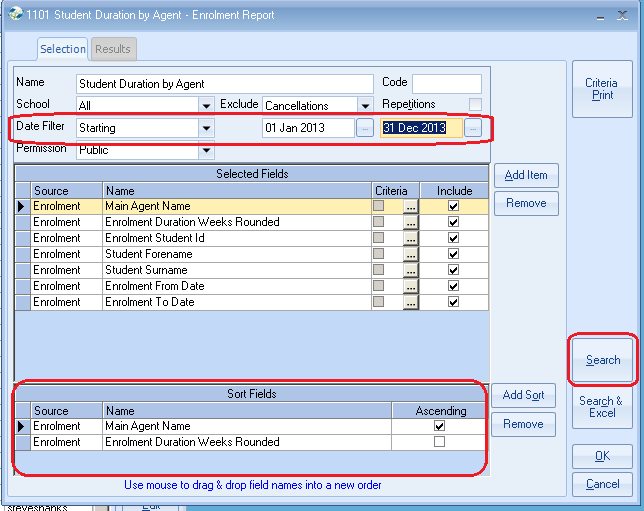 1101 Student Duration by Agent - Enrolment Report
Selection Results
Name Student Duration by Agent Code
School All Exclude Cancellations Repetitions
Date Filter Starting 01 Jan 2013 ... 31 Dec 2013 ...
Permission Public
Criteria
Print
Selected Fields
Source Name Criteria Include
Enrolment Main Agent Name ...
Enrolment Enrolment Duration Weeks Rounded ...
Enrolment Enrolment Student Id ...
Enrolment Student Forename ...
Enrolment Student Surname ...
Enrolment Enrolment From Date ...
Enrolment Enrolment To Date ...
Add Item
Remove
Search
Sort Fields
Source Name Ascending
Enrolment Main Agent Name
Enrolment Enrolment Duration Weeks Rounded
Add Sort
Remove
Search &
Excel
OK
Cancel
Use mouse to drag & drop field names into a new order
Edit